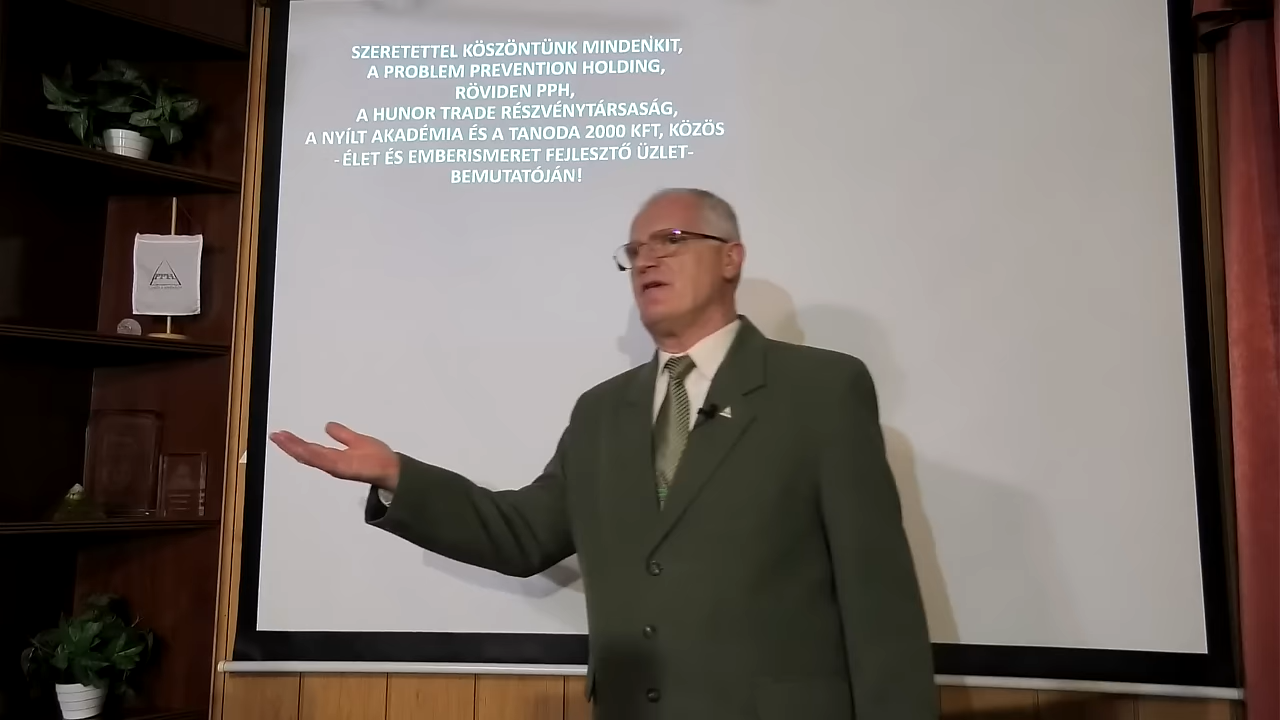 SZERETETTEL KÖSZÖNTÜNK MINDENKIT,
A PROBLEM PREVENTION HOLDING,
RÖVIDEN PPH,
A HUNOR TRADE RÉSZVÉNYTÁRSASÁG,
A NYÍLT AKADÉMIA ÉS A TANODA 2000 KFT, KÖZÖS
-ÉLET ÉS EMBERISMERET FEJLESZTŐ ÜZLET-
BEMUTATÓJÁN!